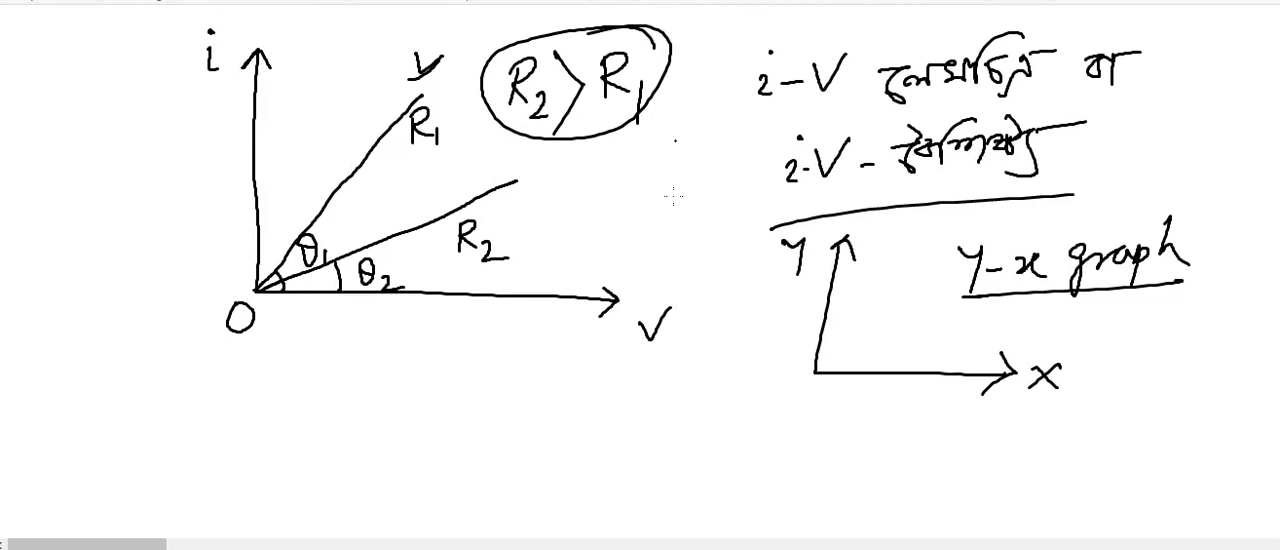 i
V
R₁
R₂ > R₁
θ₁
R₂
θ₂
O
V
i-V লেখচিত্র বা
i-V - বৈশিষ্ট্য
Y
y-x graph
X